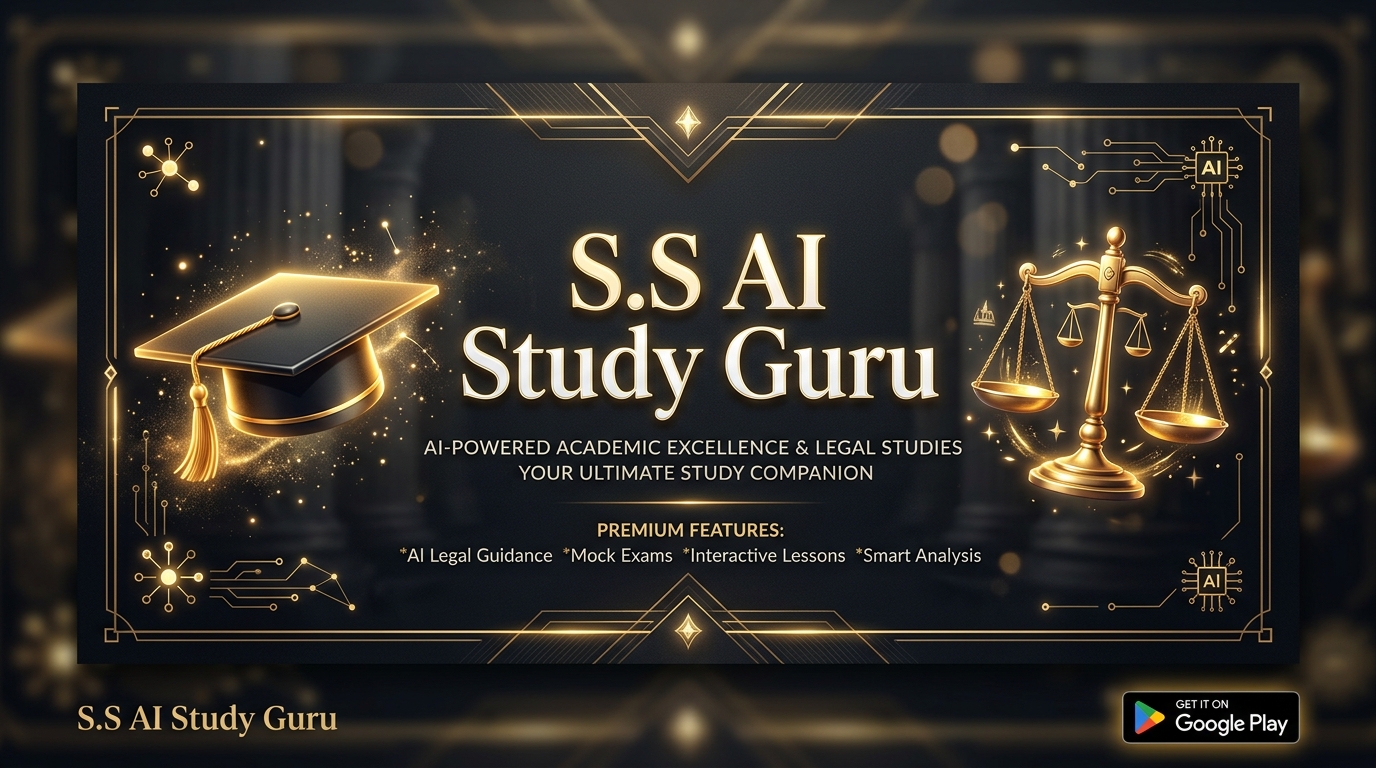 AI
S.S AI
Study Guru
AI-POWERED ACADEMIC EXCELLENCE & LEGAL STUDIES
YOUR ULTIMATE STUDY COMPANION
PREMIUM FEATURES:
*AI Legal Guidance *Mock Exams *Interactive Lessons *Smart Analysis
AI
S.S AI Study Guru
GET IT ON
Google Play